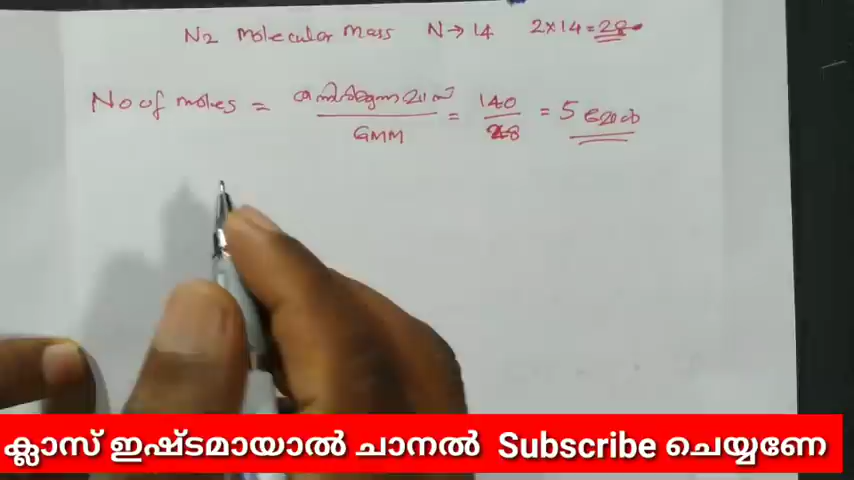 N2 Molecular Mass N→14 2×14=28
No of moles = തന്നിരിക്കുന്ന മാസ് / GMM = 140 / 28 = 5 മോൾ
ക്ലാസ് ഇഷ്ടമായാൽ ചാനൽ Subscribe ചെയ്യണേ